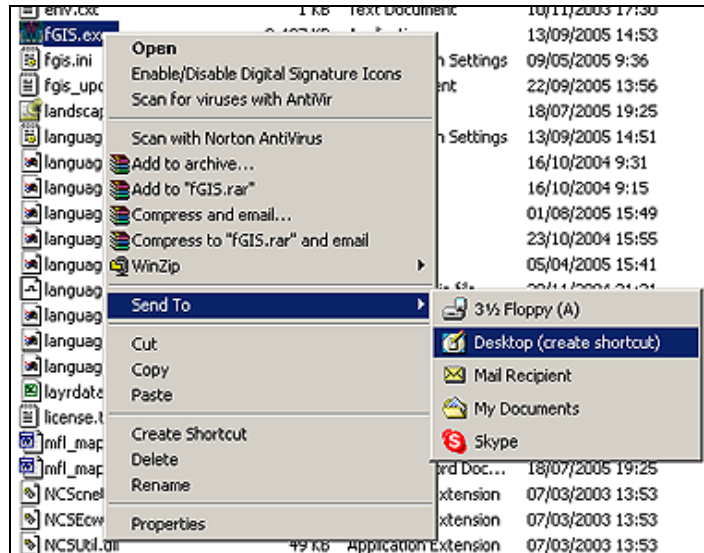 env.txt 1 KB Text Document 10/11/2003 17:30
fGIS.exe 13/09/2005 14:53
fgis.ini Settings 09/05/2005 9:36
fgis_upd 22/09/2005 13:56
landscap 18/07/2005 19:25
languag Settings 13/09/2005 14:51
languag 16/10/2004 9:31
languag 16/10/2004 9:15
languag 01/08/2005 15:49
languag 23/10/2004 15:55
languag 05/04/2005 15:41
languag
languag
languag
languag
layrdata
license.t
mfl_map
mfl_map ord Doc... 18/07/2005 19:25
NCScnet xtension 07/03/2003 13:53
NCSEcw xtension 07/03/2003 13:53
NCSUtil.dll 49 KB Application Extension 07/03/2003 13:53
Open
Enable/Disable Digital Signature Icons
Scan for viruses with AntiVir
Scan with Norton AntiVirus
Add to archive...
Add to "fGIS.rar"
Compress and email...
Compress to "fGIS.rar" and email
WinZip
Send To
Cut
Copy
Paste
Create Shortcut
Delete
Rename
Properties
3½ Floppy (A)
Desktop (create shortcut)
Mail Recipient
My Documents
Skype